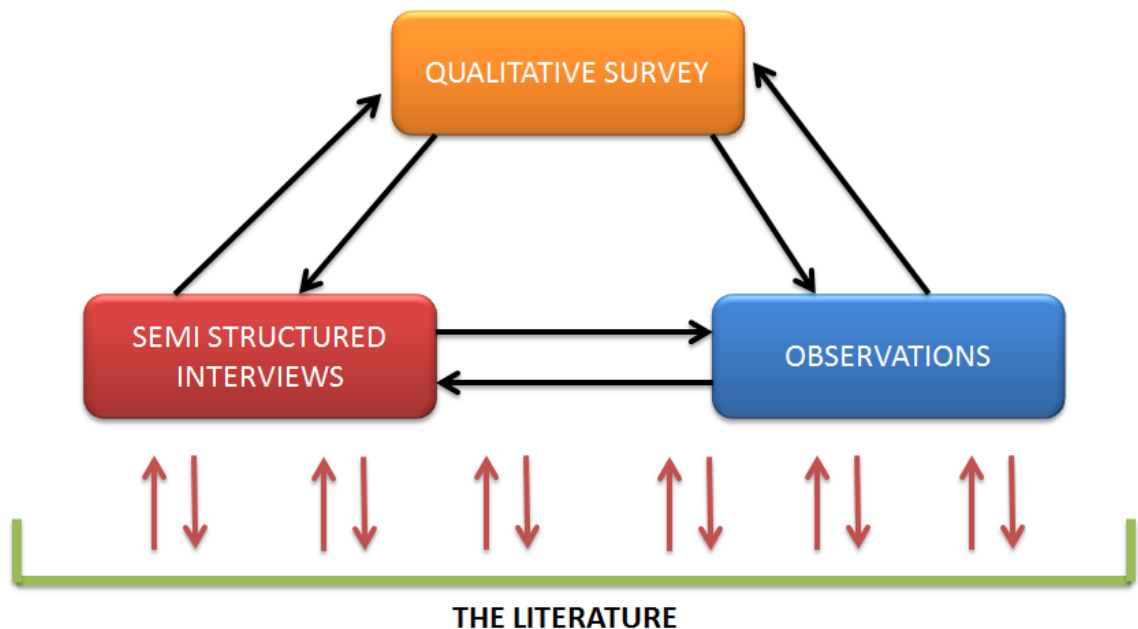 QUALITATIVE SURVEY
SEMI STRUCTURED
INTERVIEWS
OBSERVATIONS
THE LITERATURE